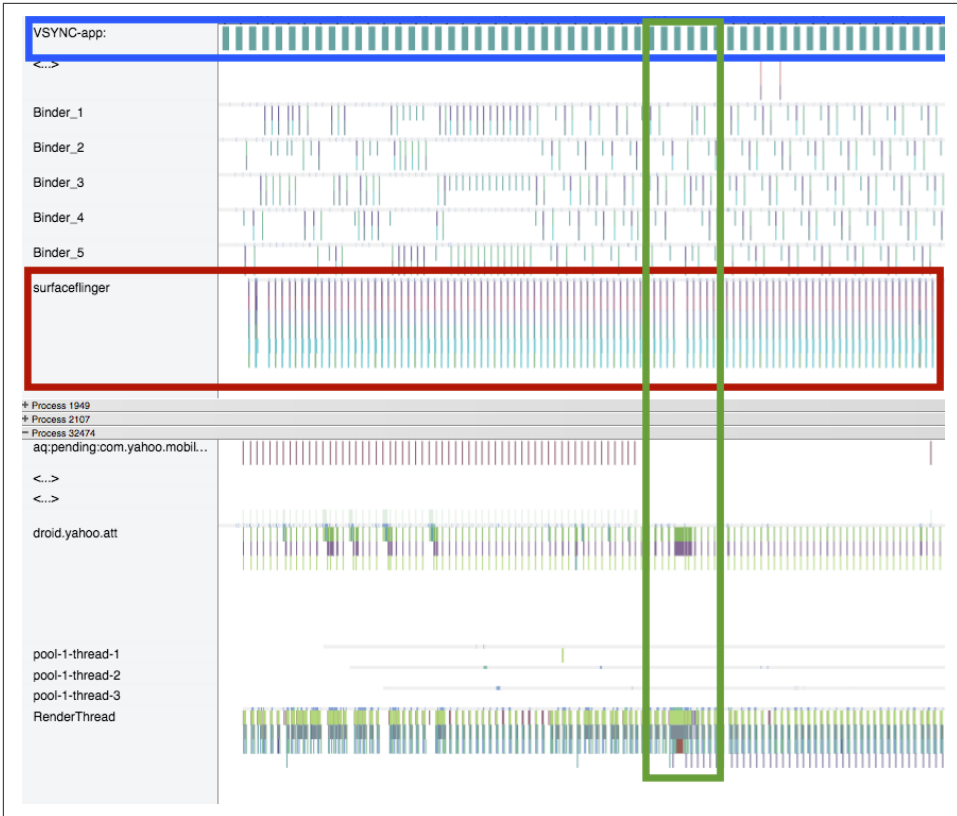 VSYNC-app:
<...>
Binder_1
Binder_2
Binder_3
Binder_4
Binder_5
surfaceflinger
+ Process 1949
+ Process 2107
− Process 32474
aq:pending:com.yahoo.mobil...
<...>
<...>
droid.yahoo.att
pool-1-thread-1
pool-1-thread-2
pool-1-thread-3
RenderThread